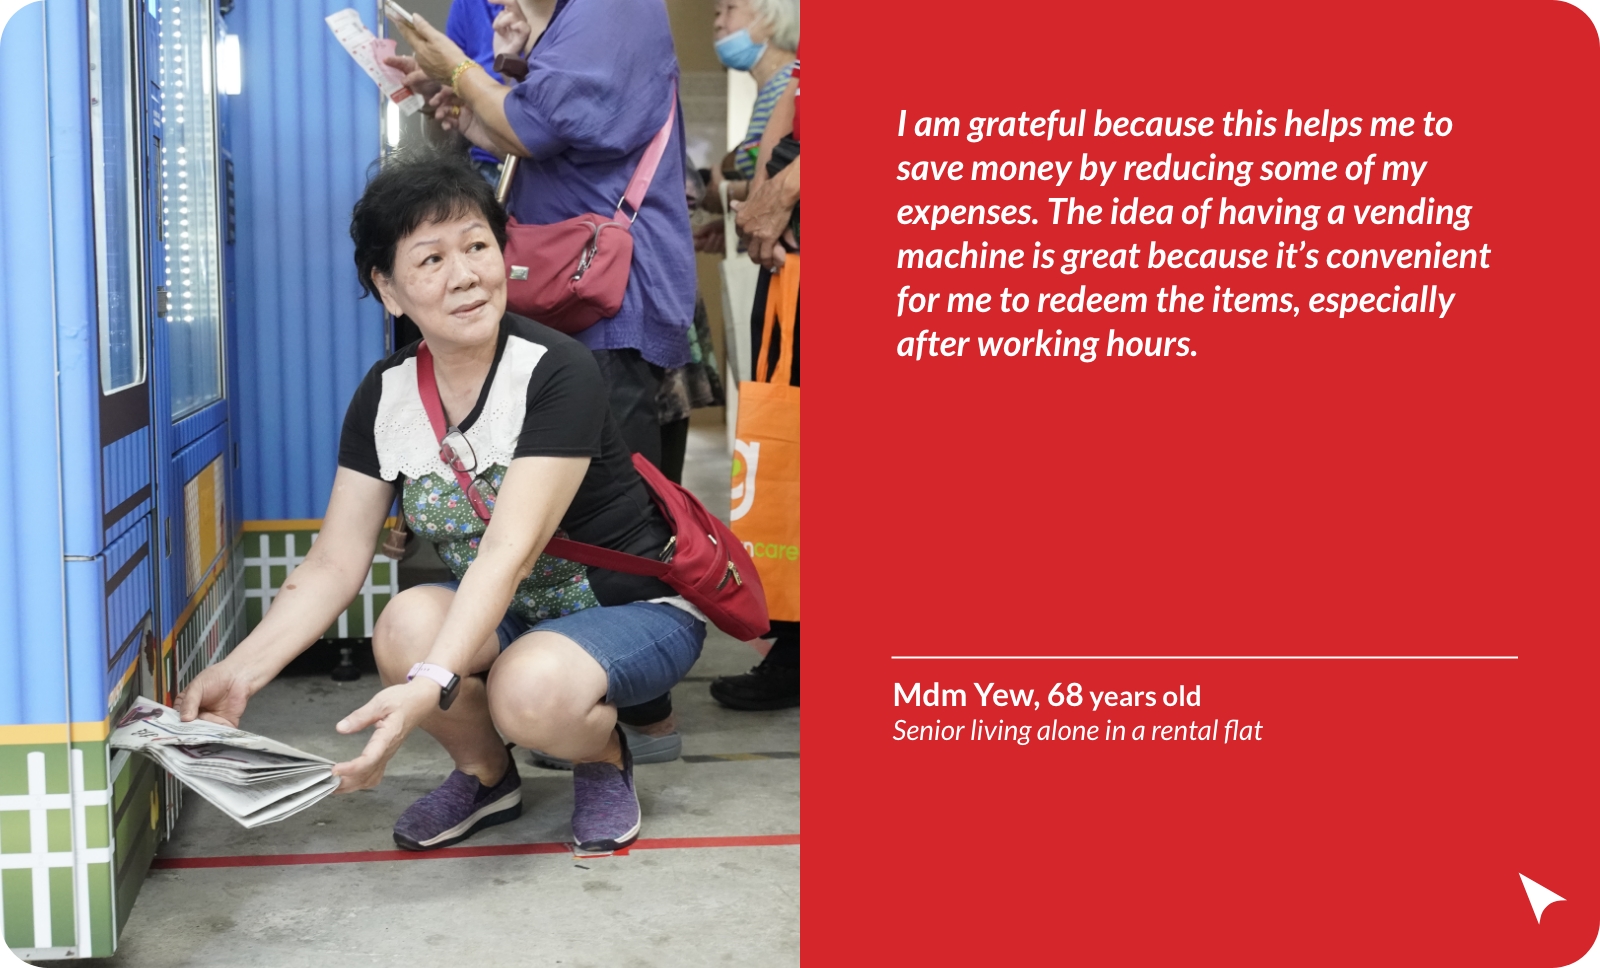 I am grateful because this helps me to
save money by reducing some of my
expenses. The idea of having a vending
machine is great because it’s convenient
for me to redeem the items, especially
after working hours.
Mdm Yew, 68 years old
Senior living alone in a rental flat
care